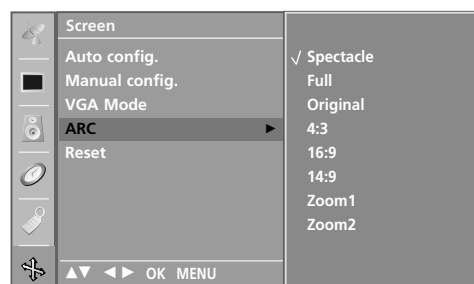 Screen
Auto config.
Manual config.
VGA Mode
ARC ►
Reset
▲▼ ◄► OK MENU
√ Spectacle
Full
Original
4:3
16:9
14:9
Zoom1
Zoom2